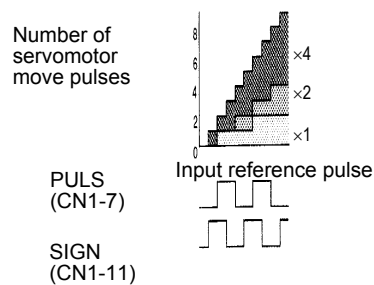 Number of
servomotor
move pulses
8
6
4
2
0
×4
×2
×1
Input reference pulse
PULS
(CN1-7)
SIGN
(CN1-11)